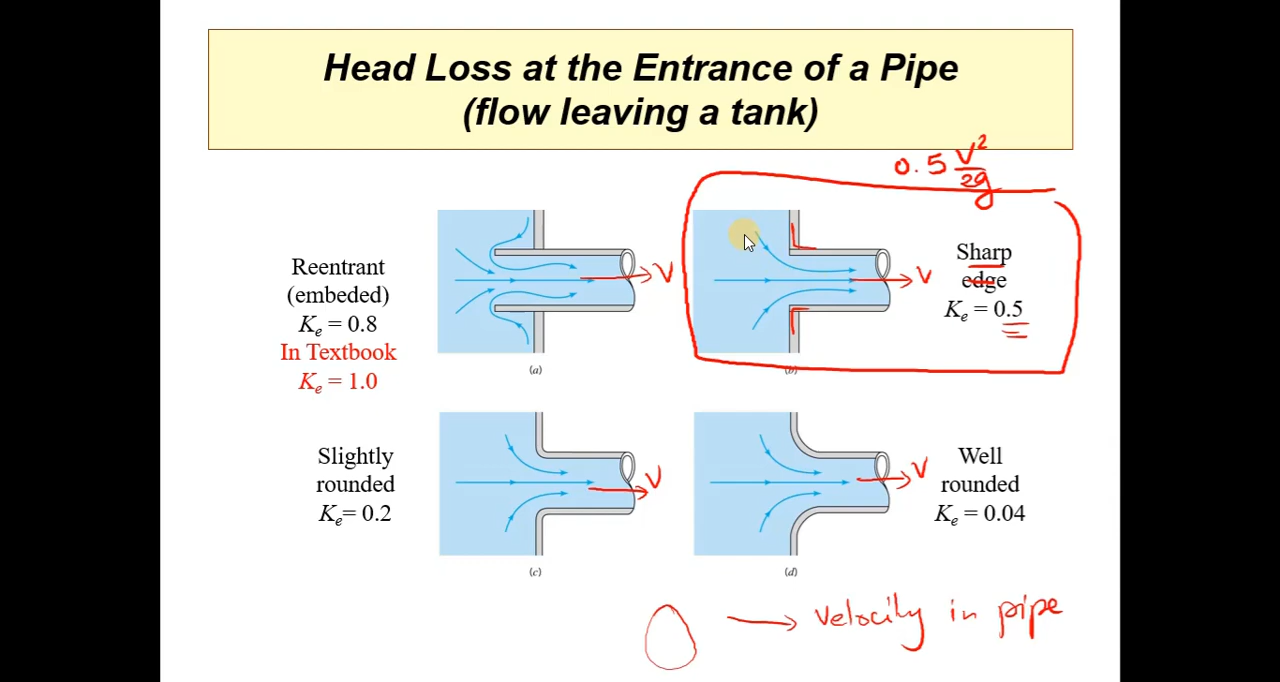 Head Loss at the Entrance of a Pipe
(flow leaving a tank)
0.5 V²/2g
Reentrant
(embeded)
Kₑ = 0.8
In Textbook
Kₑ = 1.0
V
(a)
V
Sharp
edge
Kₑ = 0.5
(b)
Slightly
rounded
Kₑ= 0.2
V
(c)
V
Well
rounded
Kₑ = 0.04
(d)
velocity in pipe